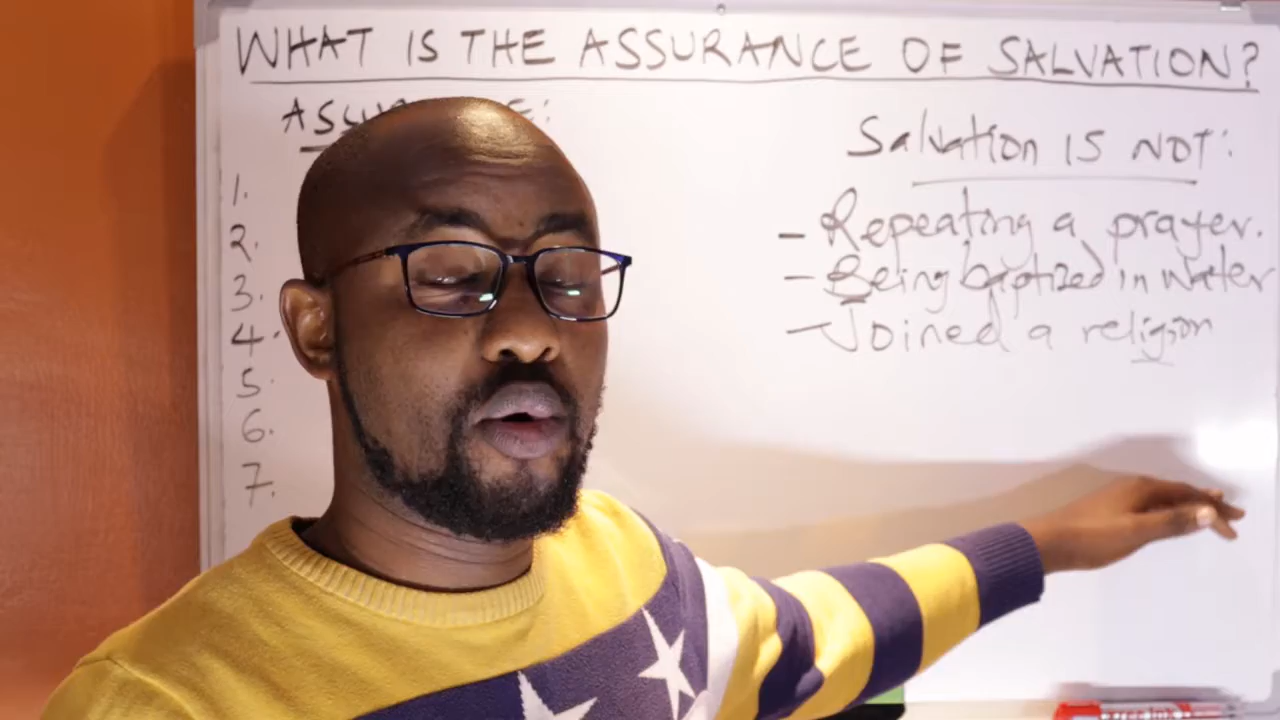 WHAT IS THE ASSURANCE OF SALVATION?
Salvation IS NOT:
1.
2.
3.
4.
5.
6.
7.
- Repeating a prayer.
- Being baptized in Water
- Joined a religion